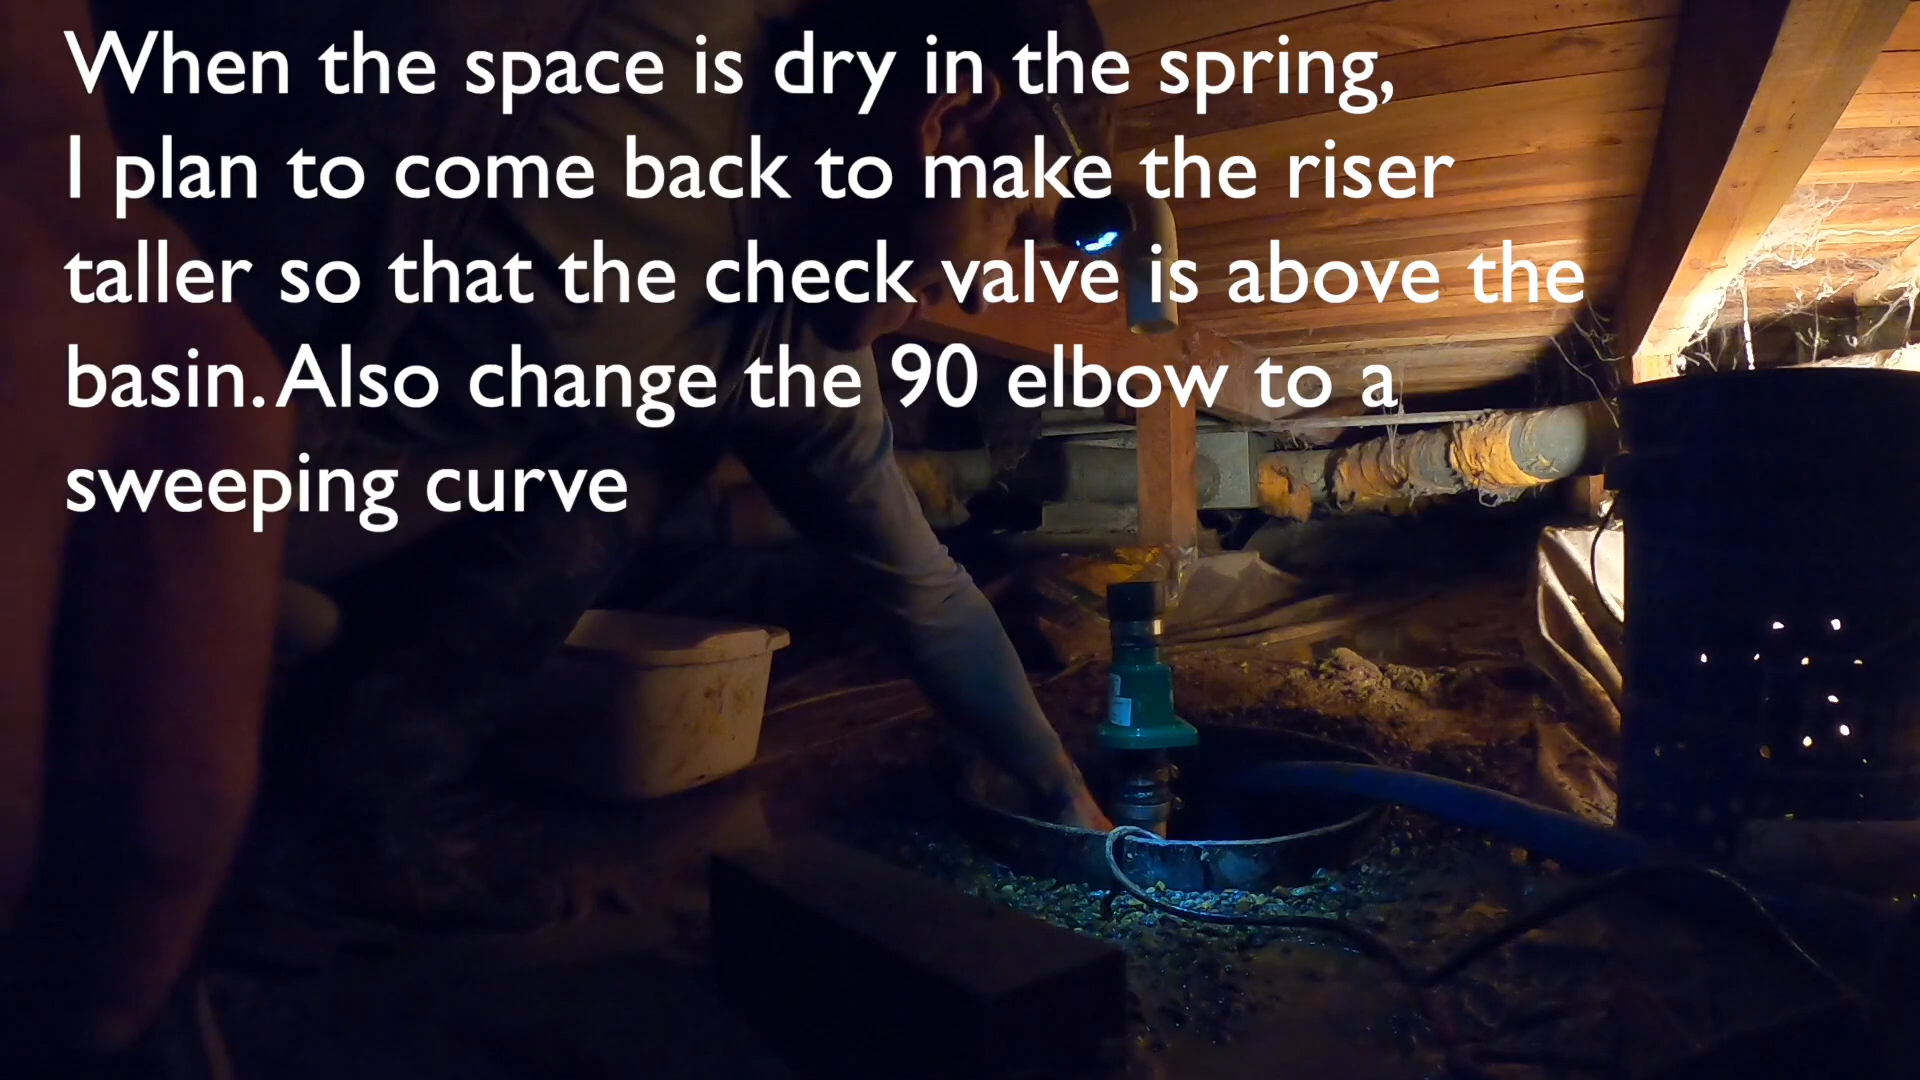 When the space is dry in the spring,
I plan to come back to make the riser
taller so that the check valve is above the
basin. Also change the 90 elbow to a
sweeping curve